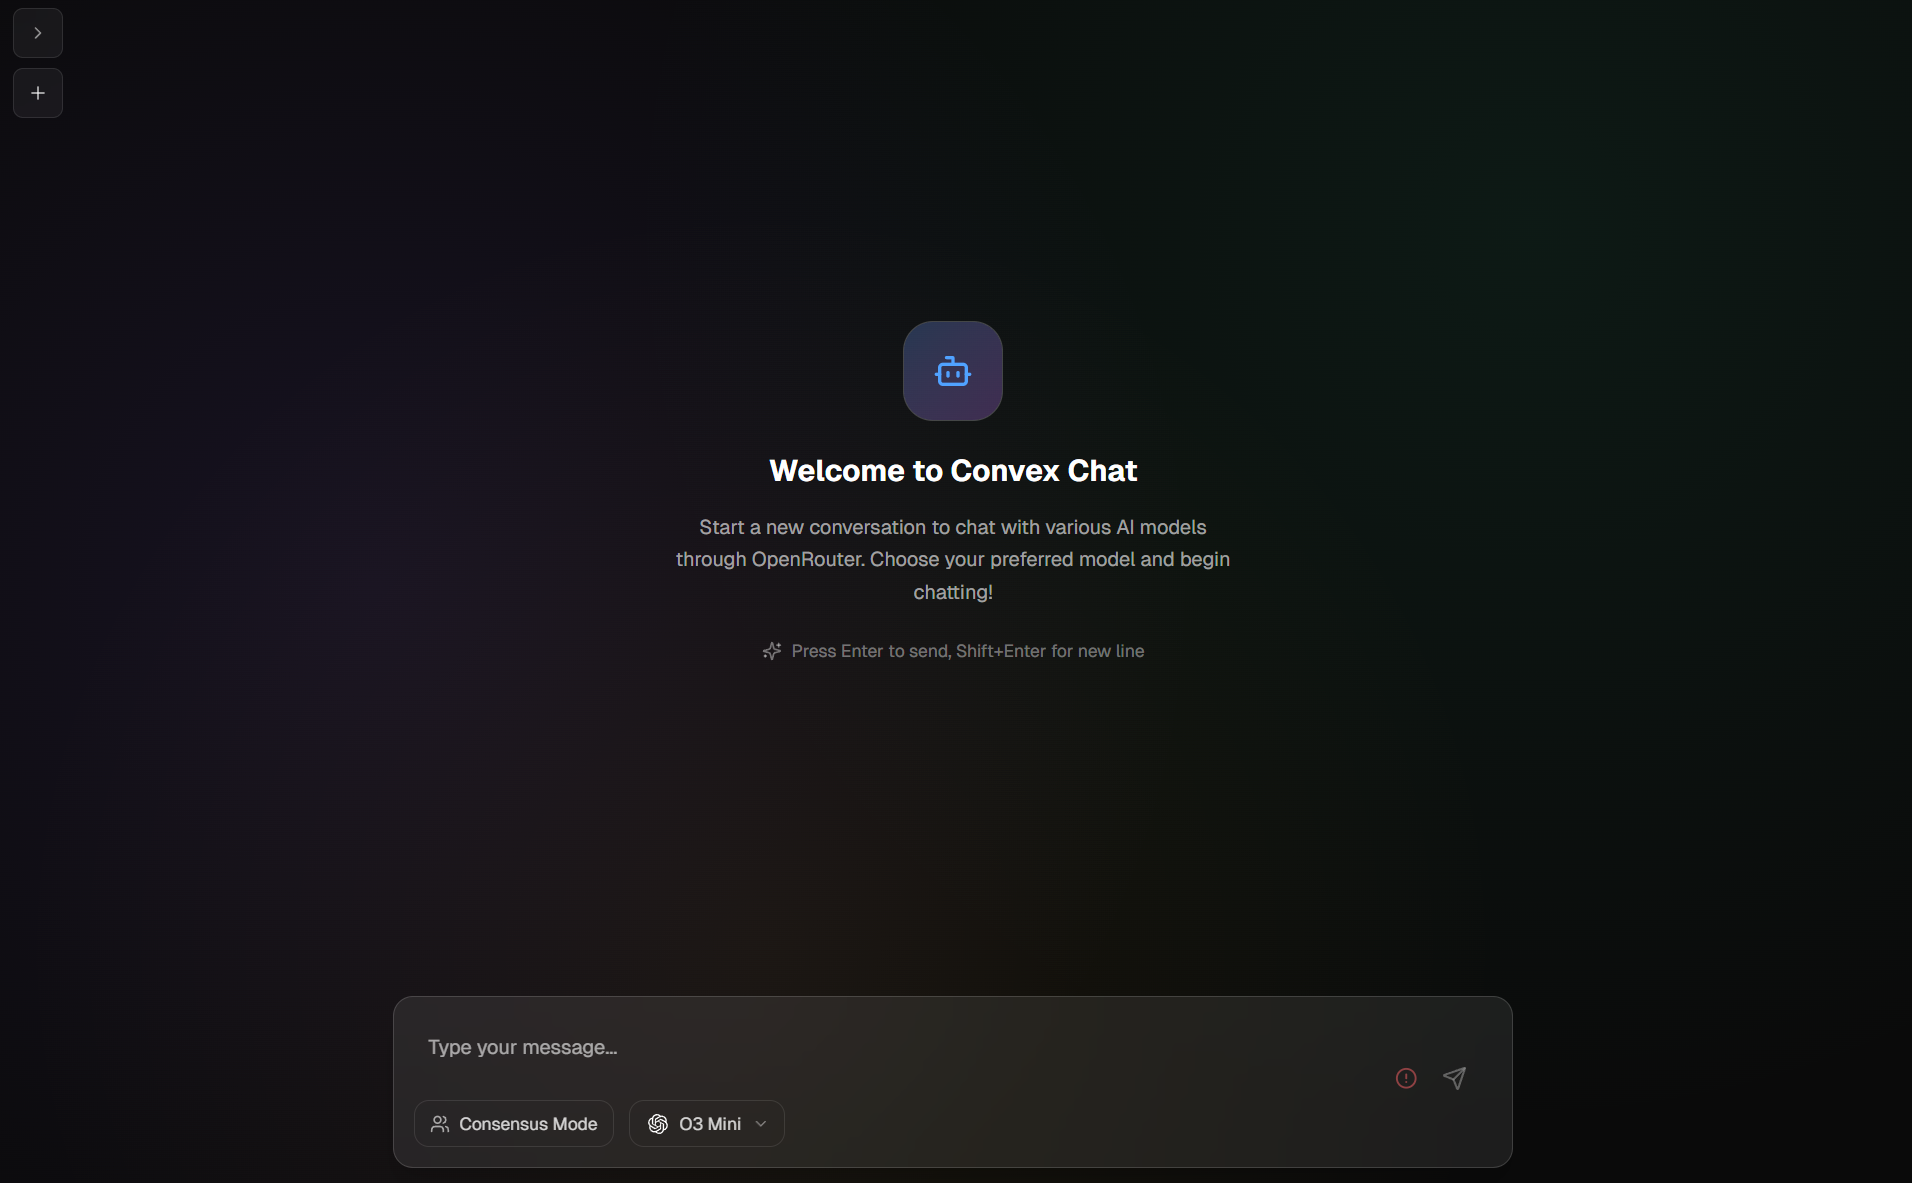 Welcome to Convex Chat
Start a new conversation to chat with various AI models
through OpenRouter. Choose your preferred model and begin
chatting!
Press Enter to send, Shift+Enter for new line
Type your message...
Consensus Mode
O3 Mini